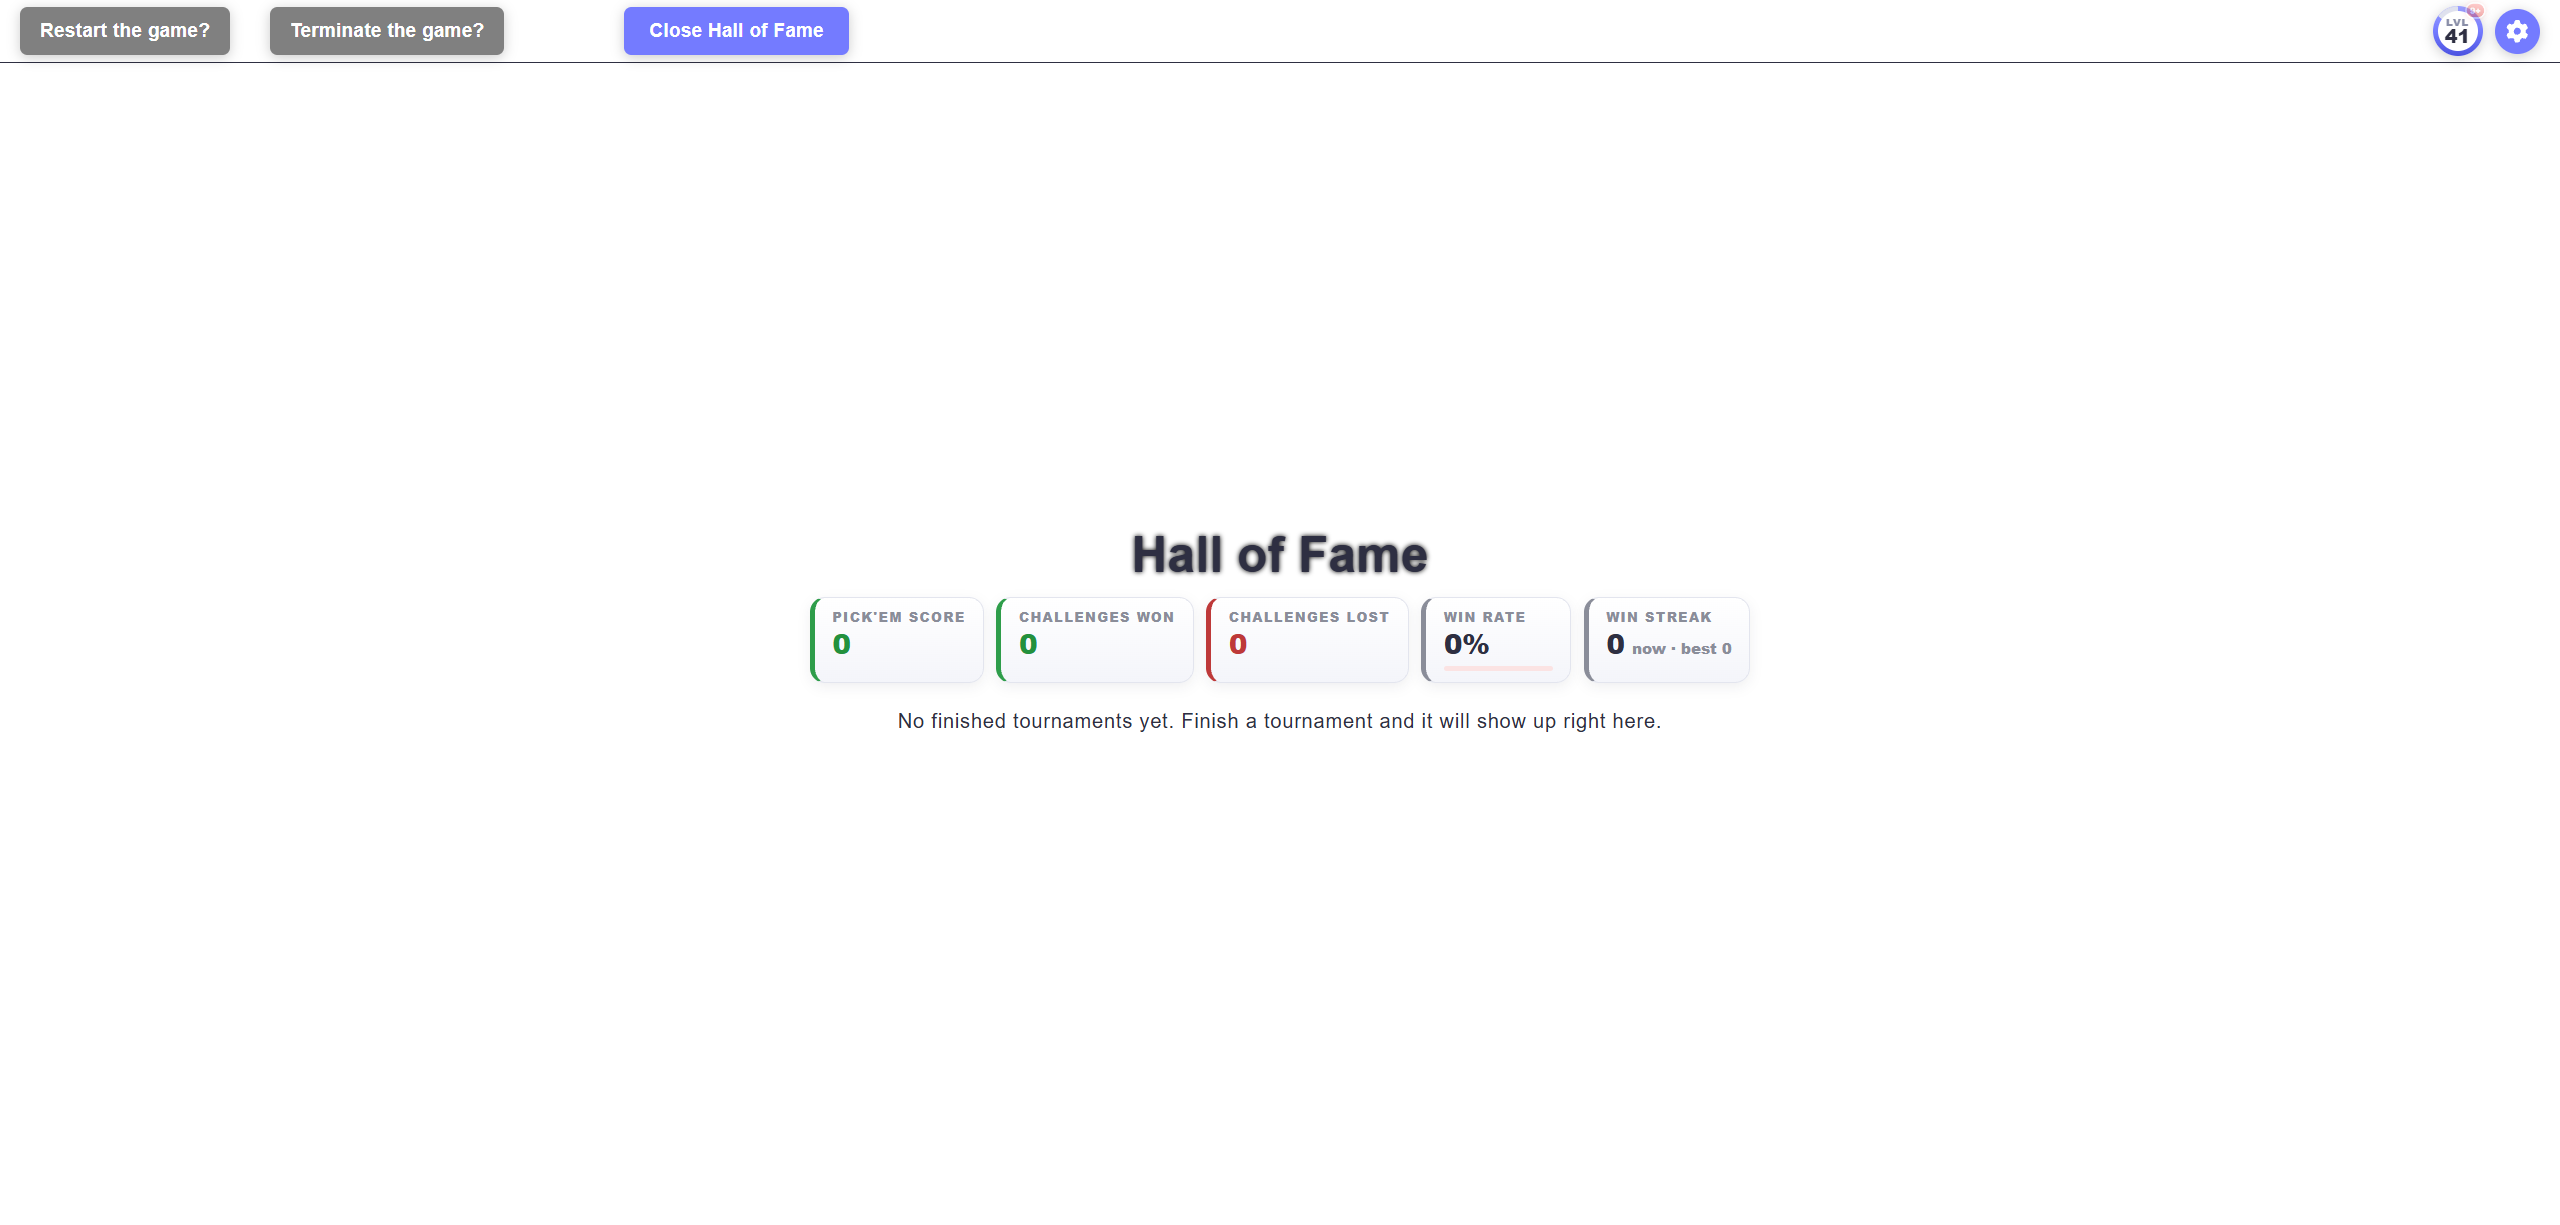 Restart the game?
Terminate the game?
Close Hall of Fame
LVL
41
Hall of Fame
PICK'EM SCORE
0
CHALLENGES WON
0
CHALLENGES LOST
0
WIN RATE
0%
WIN STREAK
0 now · best 0
No finished tournaments yet. Finish a tournament and it will show up right here.